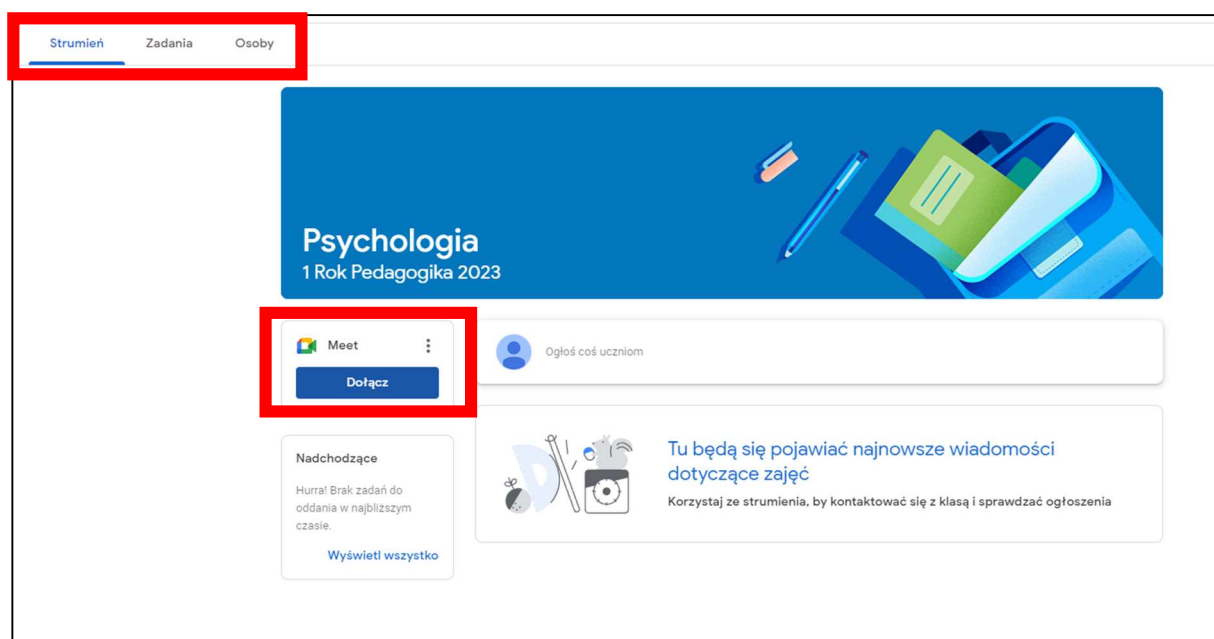 Strumień Zadania Osoby
Psychologia
1 Rok Pedagogika 2023
Meet
Dołącz
Ogłoś coś uczniom
Nadchodzące
Hurra! Brak zadań do
oddania w najbliższym
czasie.
Wyświetl wszystko
Tu będą się pojawiać najnowsze wiadomości
dotyczące zajęć
Korzystaj ze strumienia, by kontaktować się z klasą i sprawdzać ogłoszenia